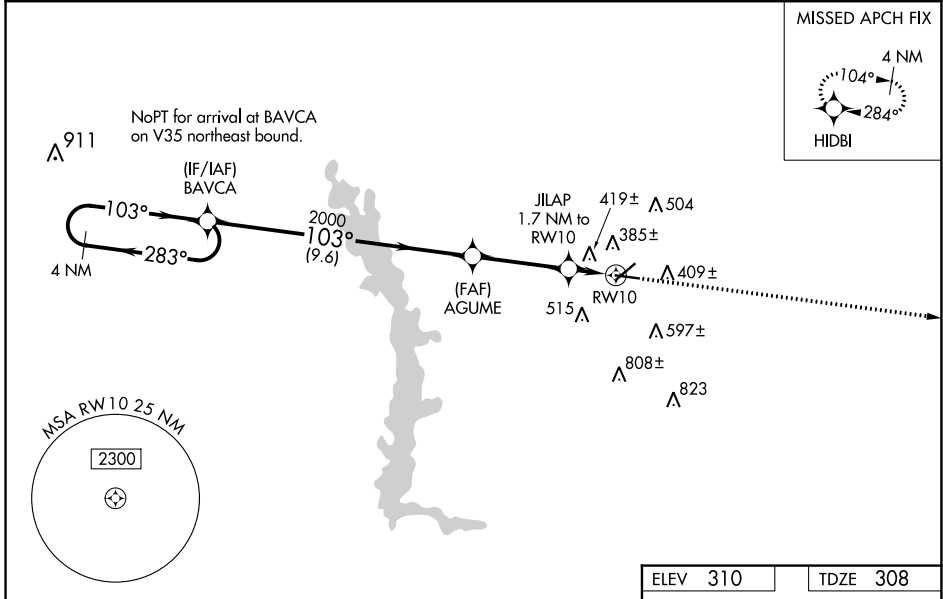 MISSED APCH FIX
4 NM
104°
284°
HIDBI
NoPT for arrival at BAVCA
on V35 northeast bound.
911
(IF/IAF)
BAVCA
103°
283°
4 NM
2000
103°
(9.6)
(FAF)
AGUME
JILAP
1.7 NM to
RW10
419±
504
385±
409±
RW10
515
597±
808±
823
MSA RW10 25 NM
2300
ELEV 310
TDZE 308